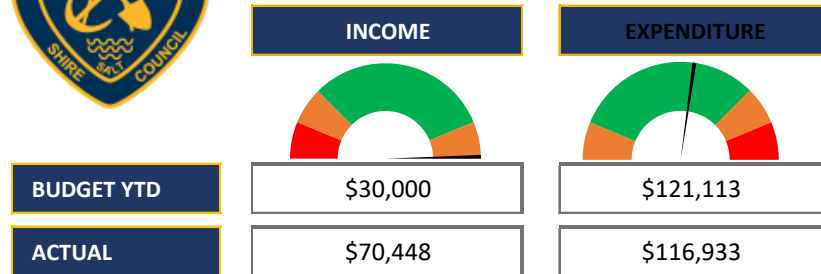 SHIRE
SALT
COUNCIL
INCOME
EXPENDITURE
BUDGET YTD
$30,000
$121,113
ACTUAL
$70,448
$116,933